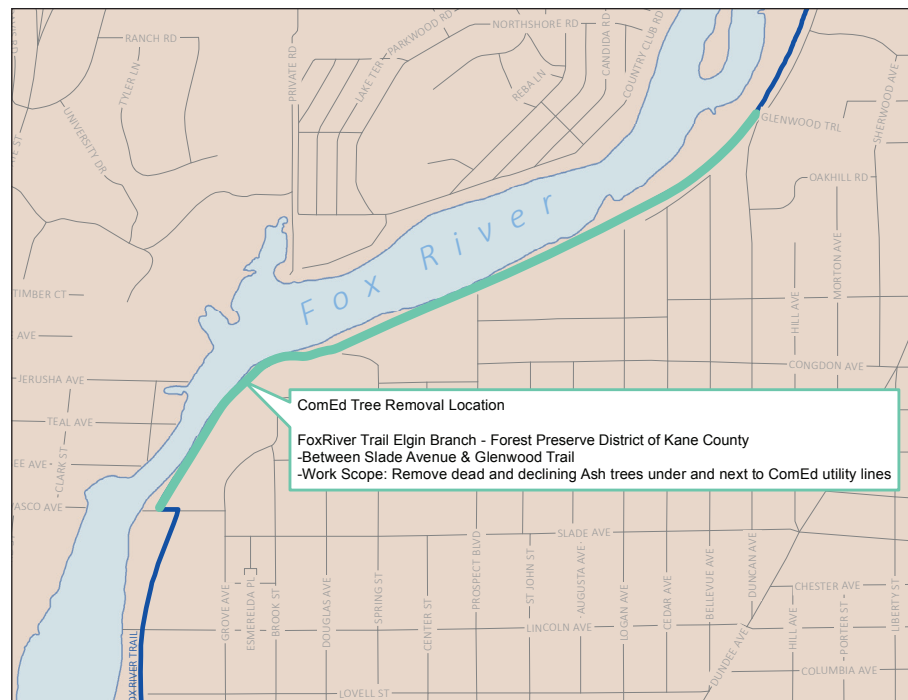 NORTHSHORE RD
RANCH RD
PARKWOOD RD
CANDIDA RD
COUNTRY CLUB RD
PRIVATE RD
LAKE TER
TYLER LN
REBA LN
SHERWOOD AVE
GLENWOOD TRL
UNIVERSITY DR
OAKHILL RD
Fox River
MORTON AVE
TIMBER CT
HILL AVE
AVE
CONGDON AVE
JERUSHA AVE
ComEd Tree Removal Location
FoxRiver Trail Elgin Branch - Forest Preserve District of Kane County
-Between Slade Avenue & Glenwood Trail
-Work Scope: Remove dead and declining Ash trees under and next to ComEd utility lines
TEAL AVE
CLARK ST
EE AVE
VASCO AVE
SLADE AVE
GROVE AVE
ESMERELDA PL
BROOK ST
DOUGLAS AVE
SPRING ST
CENTER ST
PROSPECT BLVD
ST JOHN ST
AUGUSTA AVE
LOGAN AVE
CEDAR AVE
BELLEVUE AVE
DUNCAN AVE
CHESTER AVE
LINCOLN AVE
DUNDEE AVE
HILL AVE
PORTER ST
LIBERTY ST
COLUMBIA AVE
FOX RIVER TRAIL
LOVELL ST